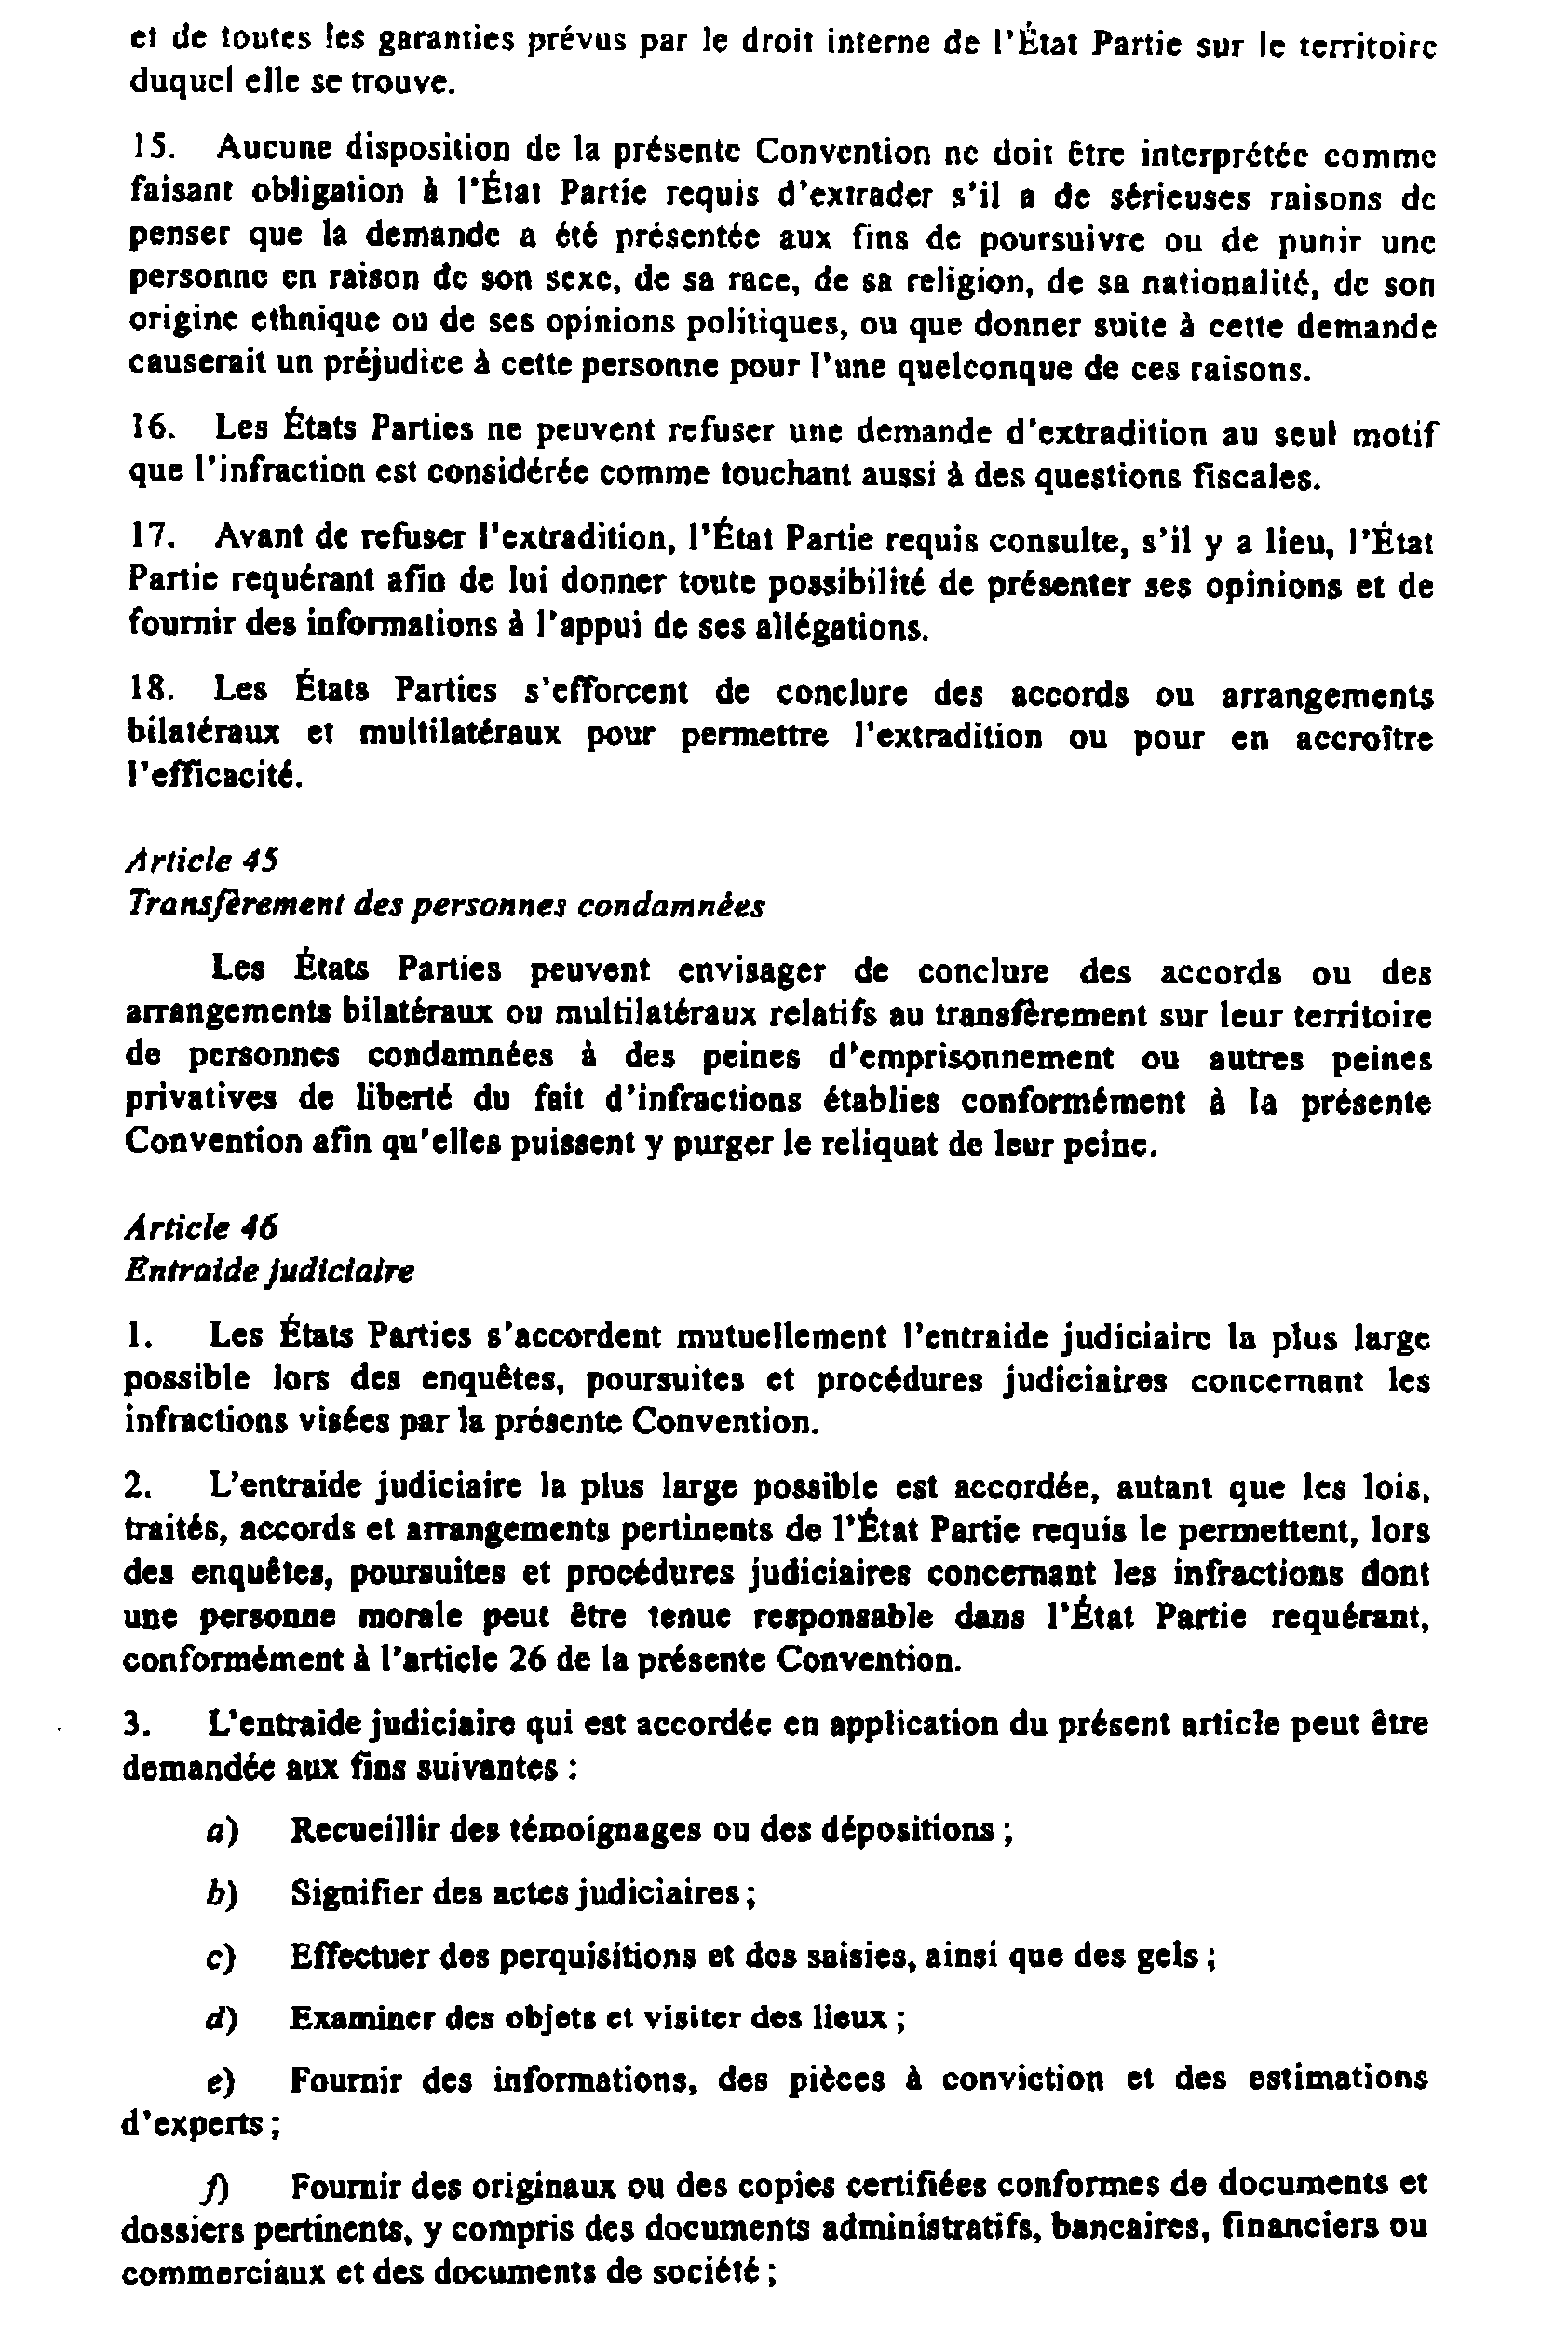 et de toutes les garanties prévus par le droit interne de l'État Partie sur le territoire
duquel elle se trouve.
15. Aucune disposition de la présente Convention ne doit être interprétée comme
faisant obligation à l'État Partie requis d'extrader s'il a de sérieuses raisons de
penser que la demande a été présentée aux fins de poursuivre ou de punir une
personne en raison de son sexe, de sa race, de sa religion, de sa nationalité, de son
origine ethnique ou de ses opinions politiques, ou que donner suite à cette demande
causerait un préjudice à cette personne pour l'une quelconque de ces raisons.
16. Les États Parties ne peuvent refuser une demande d'extradition au seul motif
que l'infraction est considérée comme touchant aussi à des questions fiscales.
17. Avant de refuser l'extradition, l'État Partie requis consulte, s'il y a lieu, l'État
Partie requérant afin de lui donner toute possibilité de présenter ses opinions et de
fournir des informations à l'appui de ses allégations.
18. Les États Parties s'efforcent de conclure des accords ou arrangements
bilatéraux et multilatéraux pour permettre l'extradition ou pour en accroître
l'efficacité.
Article 45
Transfèrement des personnes condamnées
Les États Parties peuvent envisager de conclure des accords ou des
arrangements bilatéraux ou multilatéraux relatifs au transfèrement sur leur territoire
de personnes condamnées à des peines d'emprisonnement ou autres peines
privatives de liberté du fait d'infractions établies conformément à la présente
Convention afin qu'elles puissent y purger le reliquat de leur peine.
Article 46
Entraide judiciaire
1. Les États Parties s'accordent mutuellement l'entraide judiciaire la plus large
possible lors des enquêtes, poursuites et procédures judiciaires concernant les
infractions visées par la présente Convention.
2. L'entraide judiciaire la plus large possible est accordée, autant que les lois,
traités, accords et arrangements pertinents de l'État Partie requis le permettent, lors
des enquêtes, poursuites et procédures judiciaires concernant les infractions dont
une personne morale peut être tenue responsable dans l'État Partie requérant,
conformément à l'article 26 de la présente Convention.
3. L'entraide judiciaire qui est accordée en application du présent article peut être
demandée aux fins suivantes :
a) Recueillir des témoignages ou des dépositions ;
b) Signifier des actes judiciaires ;
c) Effectuer des perquisitions et des saisies, ainsi que des gels ;
d) Examiner des objets et visiter des lieux ;
e) Fournir des informations, des pièces à conviction et des estimations
d'experts ;
f) Fournir des originaux ou des copies certifiées conformes de documents et
dossiers pertinents, y compris des documents administratifs, bancaires, financiers ou
commerciaux et des documents de société ;